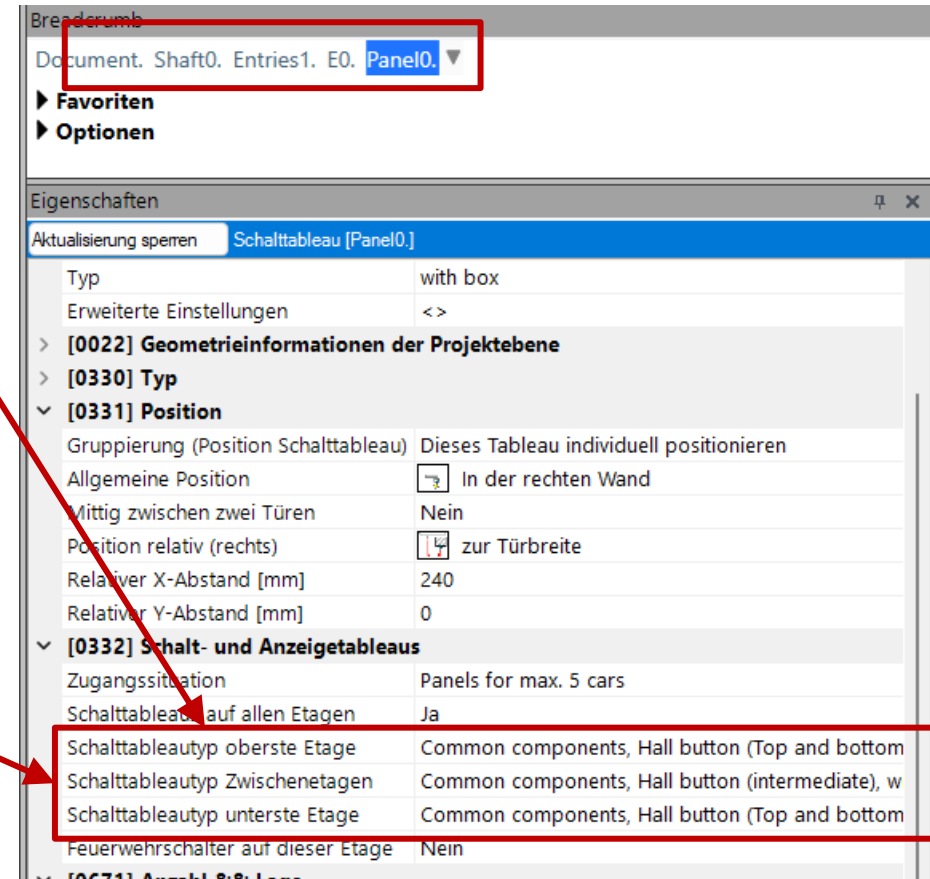 Breadcrumb
Document. Shaft0. Entries1. E0. Panel0.
Favoriten
Optionen
Eigenschaften
Aktualisierung sperren Schalttableau [Panel0.]
Typ with box
Erweiterte Einstellungen <>
[0022] Geometrieinformationen der Projektebene
[0330] Typ
[0331] Position
Gruppierung (Position Schalttableau) Dieses Tableau individuell positionieren
Allgemeine Position In der rechten Wand
Mittig zwischen zwei Türen Nein
Position relativ (rechts) zur Türbreite
Relativer X-Abstand [mm] 240
Relativer Y-Abstand [mm] 0
[0332] Schalt- und Anzeigetableaus
Zugangssituation Panels for max. 5 cars
Schalttableaus auf allen Etagen Ja
Schalttableautyp oberste Etage Common components, Hall button (Top and bottom
Schalttableautyp Zwischenetagen Common components, Hall button (intermediate), w
Schalttableautyp unterste Etage Common components, Hall button (Top and bottom
Feuerwehrschalter auf dieser Etage Nein
[0671] Anzahl &&